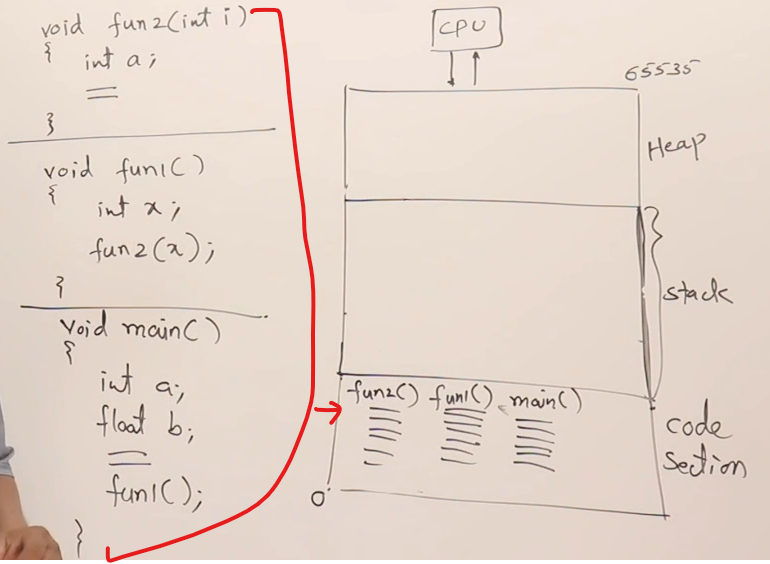 void fun2(int i)
{
int a;
}
void fun1()
{
int x;
fun2(x);
}
void main()
{
int a;
float b;
fun1();
}
CPU
65535
Heap
stack
fun2() fun1() main()
code
section
0